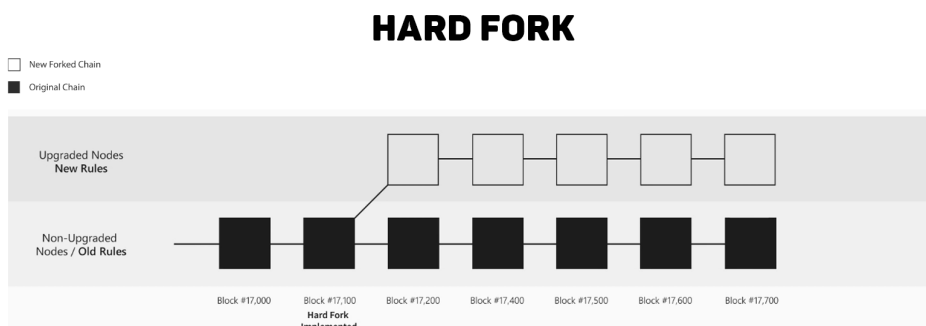 HARD FORK
New Forked Chain
Original Chain
Upgraded Nodes
New Rules
Non-Upgraded
Nodes / Old Rules
Block #17,000
Block #17,100
Block #17,200
Block #17,400
Block #17,500
Block #17,600
Block #17,700
Hard Fork
Implemented